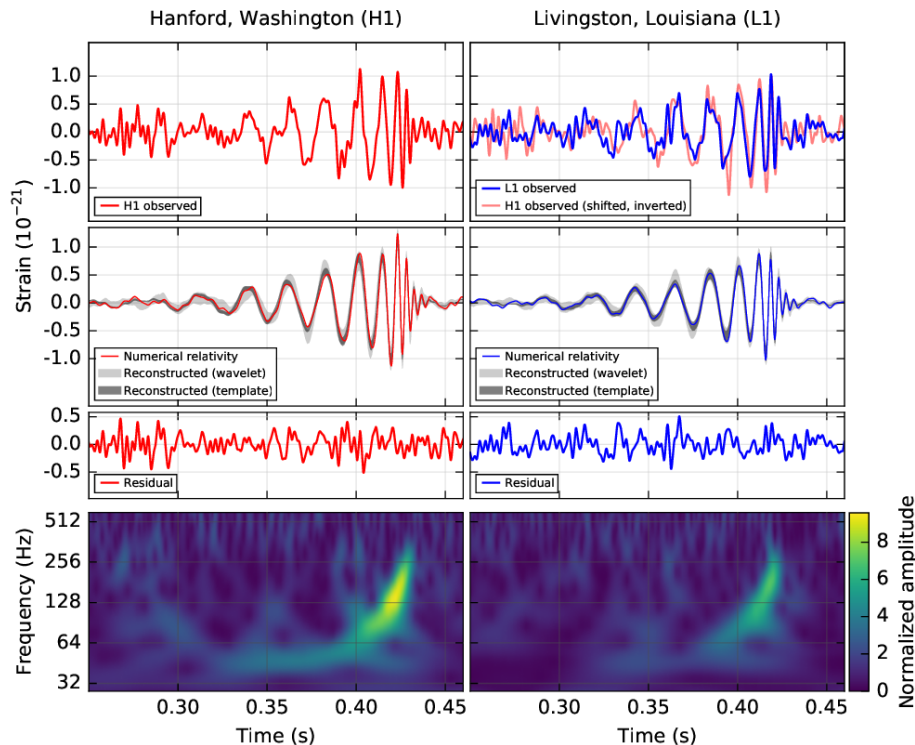 Hanford, Washington (H1)
Livingston, Louisiana (L1)
Strain (10⁻²¹)
1.0
0.5
0.0
-0.5
-1.0
H1 observed
L1 observed
H1 observed (shifted, inverted)
1.0
0.5
0.0
-0.5
-1.0
Numerical relativity
Reconstructed (wavelet)
Reconstructed (template)
Numerical relativity
Reconstructed (wavelet)
Reconstructed (template)
0.5
0.0
-0.5
Residual
Residual
Frequency (Hz)
512
256
128
64
32
0.30 0.35 0.40 0.45
Time (s)
0.30 0.35 0.40 0.45
Time (s)
8
6
4
2
0
Normalized amplitude